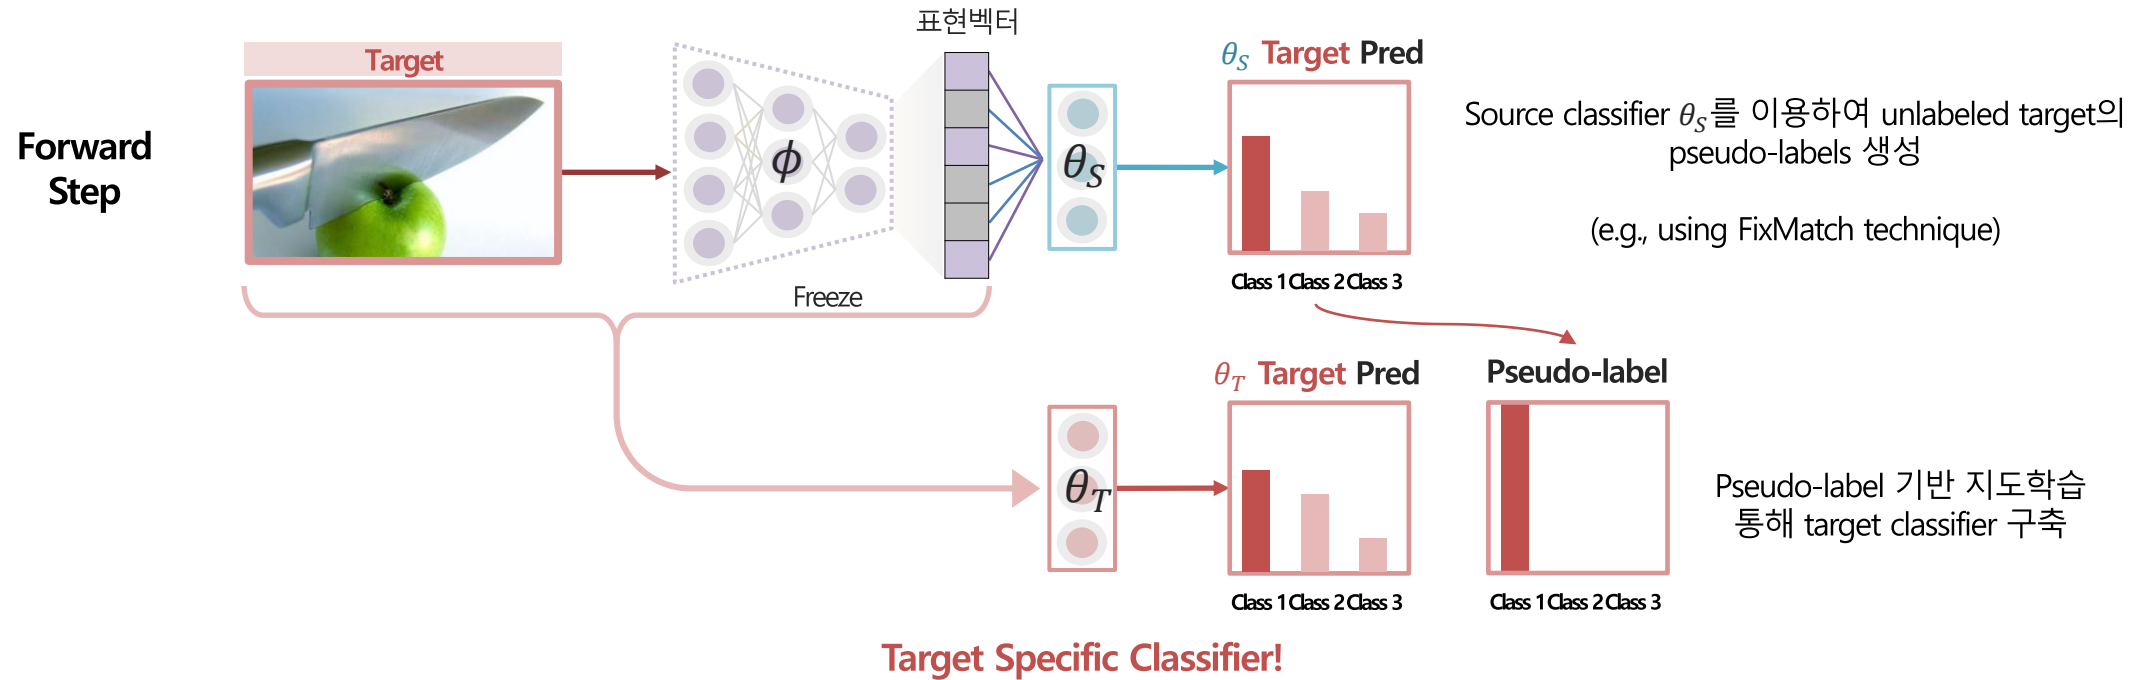 표현벡터
Target
θS Target Pred
Forward
Step
ϕ
θS
Source classifier θS를 이용하여 unlabeled target의
pseudo-labels 생성
(e.g., using FixMatch technique)
Freeze
Class 1 Class 2 Class 3
θT Target Pred
Pseudo-label
θT
Pseudo-label 기반 지도학습
통해 target classifier 구축
Class 1 Class 2 Class 3
Class 1 Class 2 Class 3
Target Specific Classifier!